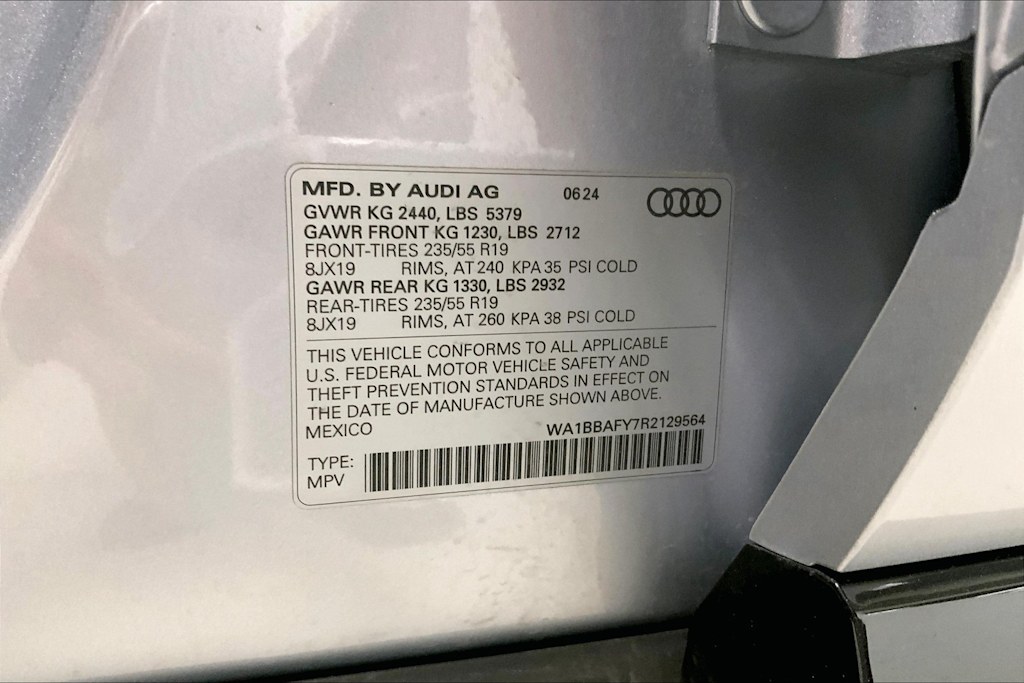 MFD. BY AUDI AG 0624
GVWR KG 2440, LBS 5379
GAWR FRONT KG 1230, LBS 2712
FRONT-TIRES 235/55 R19
8JX19 RIMS, AT 240 KPA 35 PSI COLD
GAWR REAR KG 1330, LBS 2932
REAR-TIRES 235/55 R19
8JX19 RIMS, AT 260 KPA 38 PSI COLD
THIS VEHICLE CONFORMS TO ALL APPLICABLE
U.S. FEDERAL MOTOR VEHICLE SAFETY AND
THEFT PREVENTION STANDARDS IN EFFECT ON
THE DATE OF MANUFACTURE SHOWN ABOVE.
MEXICO WA1BBAFY7R2129564
TYPE:
MPV